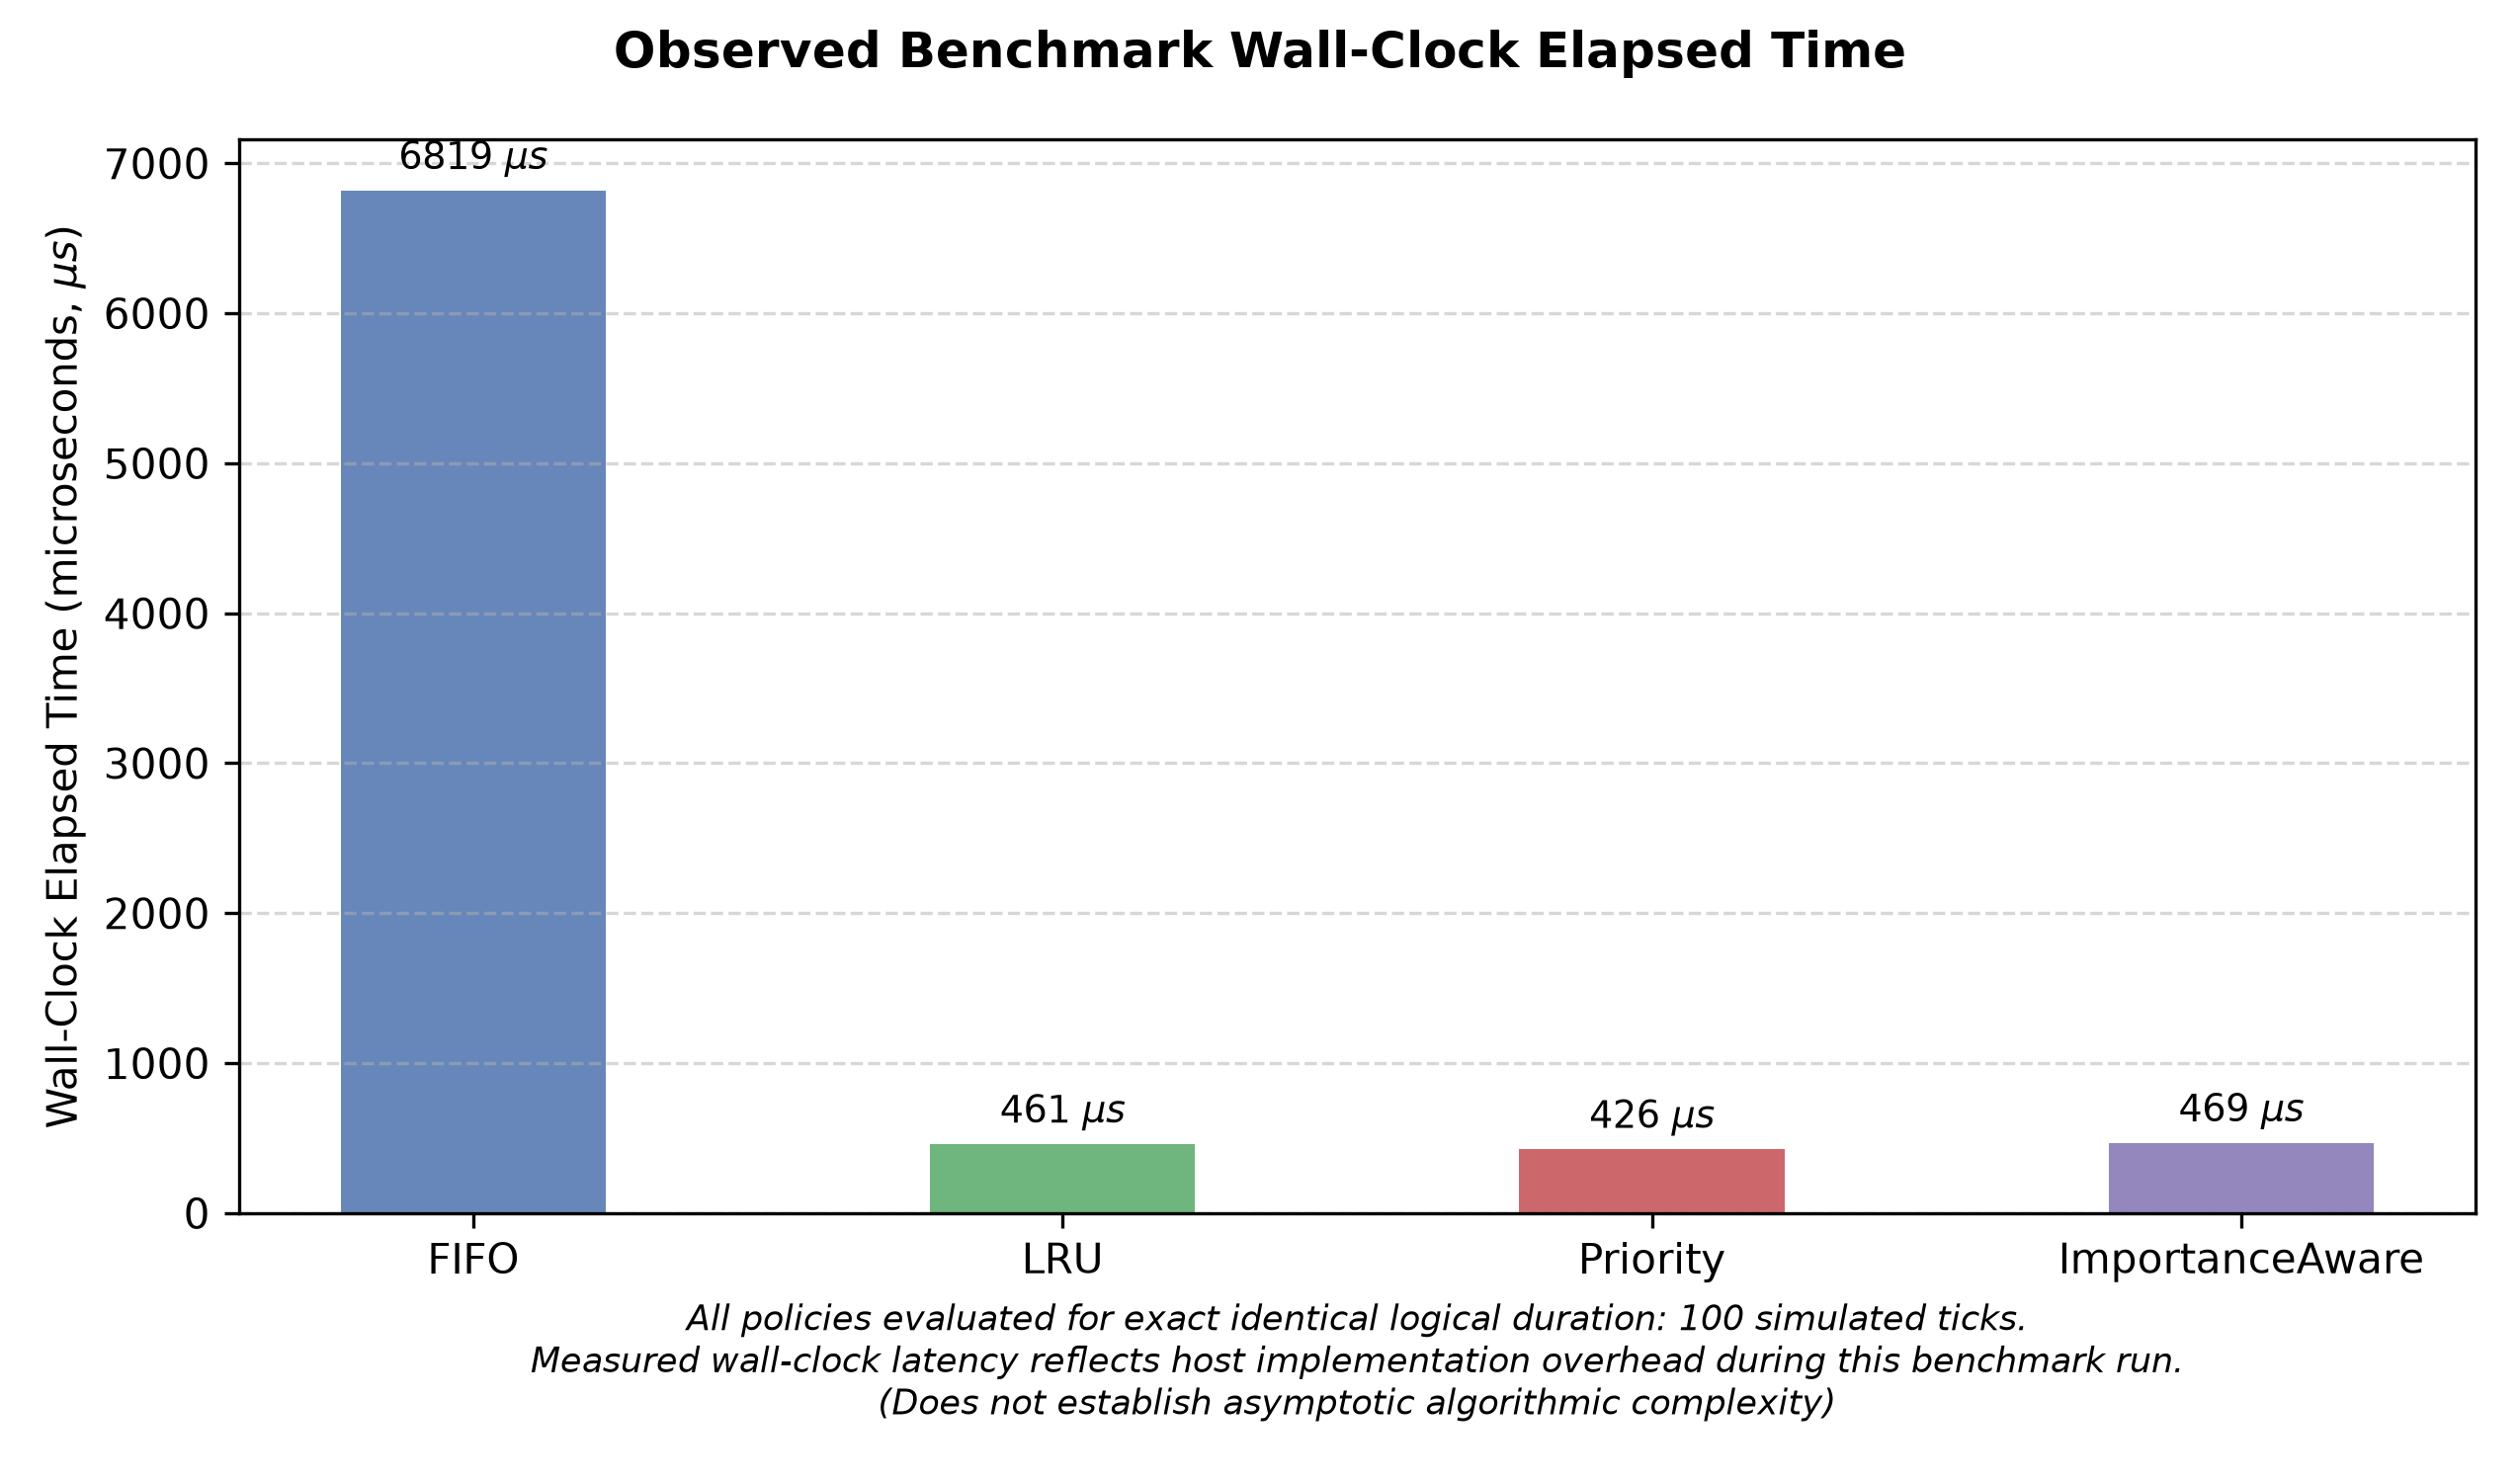 Observed Benchmark Wall-Clock Elapsed Time
Wall-Clock Elapsed Time (microseconds, μs)
7000
6000
5000
4000
3000
2000
1000
0
6819 μs
461 μs
426 μs
469 μs
FIFO
LRU
Priority
ImportanceAware
All policies evaluated for exact identical logical duration: 100 simulated ticks.
Measured wall-clock latency reflects host implementation overhead during this benchmark run.
(Does not establish asymptotic algorithmic complexity)